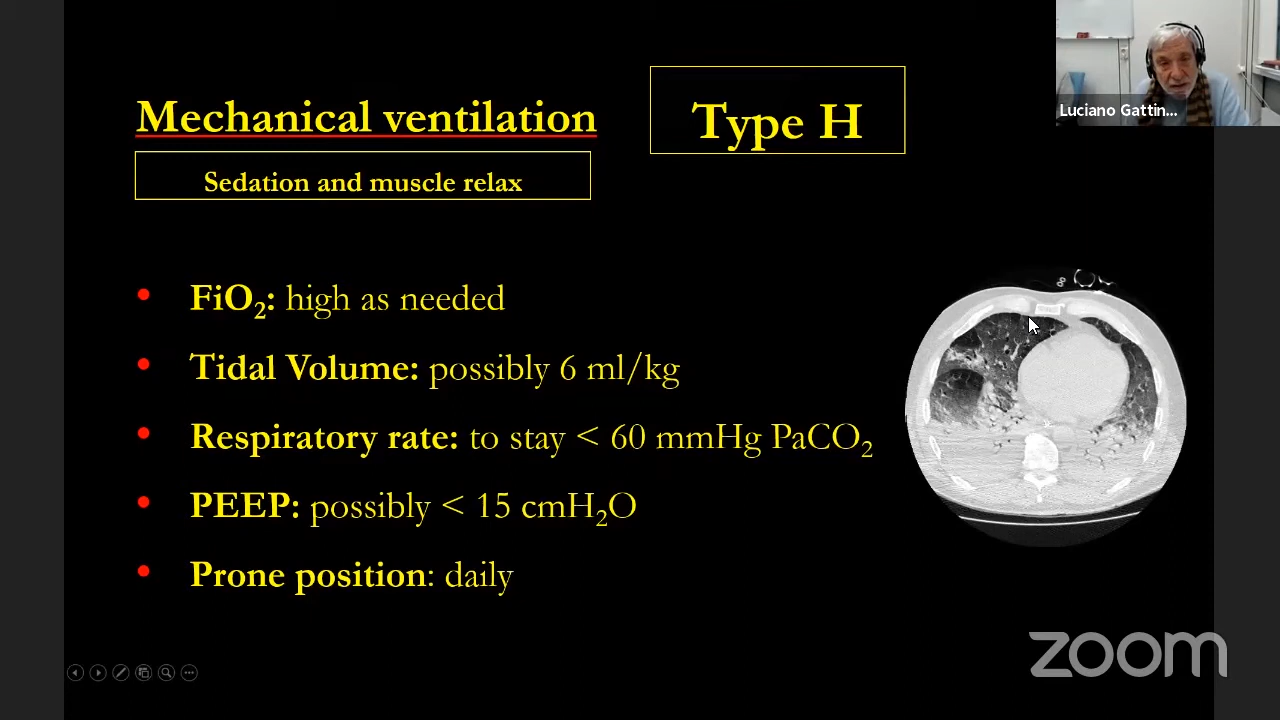 Mechanical ventilation
Type H
Sedation and muscle relax
• FiO₂: high as needed
• Tidal Volume: possibly 6 ml/kg
• Respiratory rate: to stay < 60 mmHg PaCO₂
• PEEP: possibly < 15 cmH₂O
• Prone position: daily
Luciano Gattin...
zoom